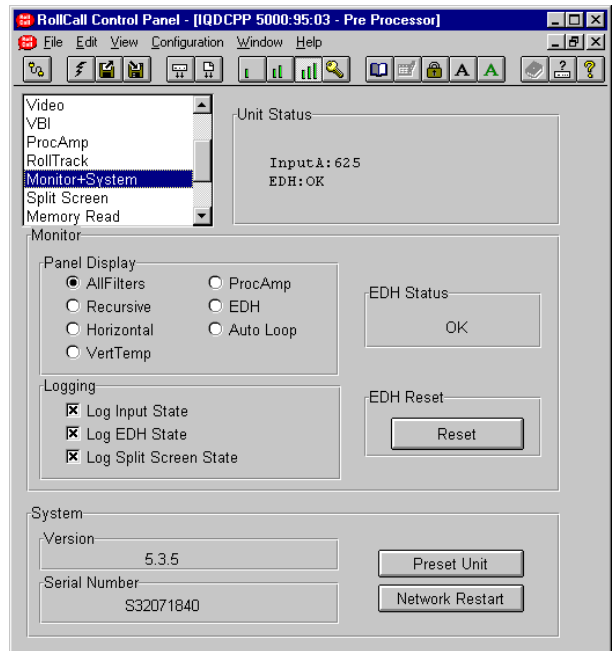 RollCall Control Panel - [IQDCPP 5000:95:03 - Pre Processor]
File Edit View Configuration Window Help
A A
Video
VBI
ProcAmp
RollTrack
Monitor+System
Split Screen
Memory Read
Unit Status
InputA:625
EDH:OK
Monitor
Panel Display
AllFilters
Recursive
Horizontal
VertTemp
ProcAmp
EDH
Auto Loop
EDH Status
OK
Logging
Log Input State
Log EDH State
Log Split Screen State
EDH Reset
Reset
System
Version
5.3.5
Serial Number
S32071840
Preset Unit
Network Restart